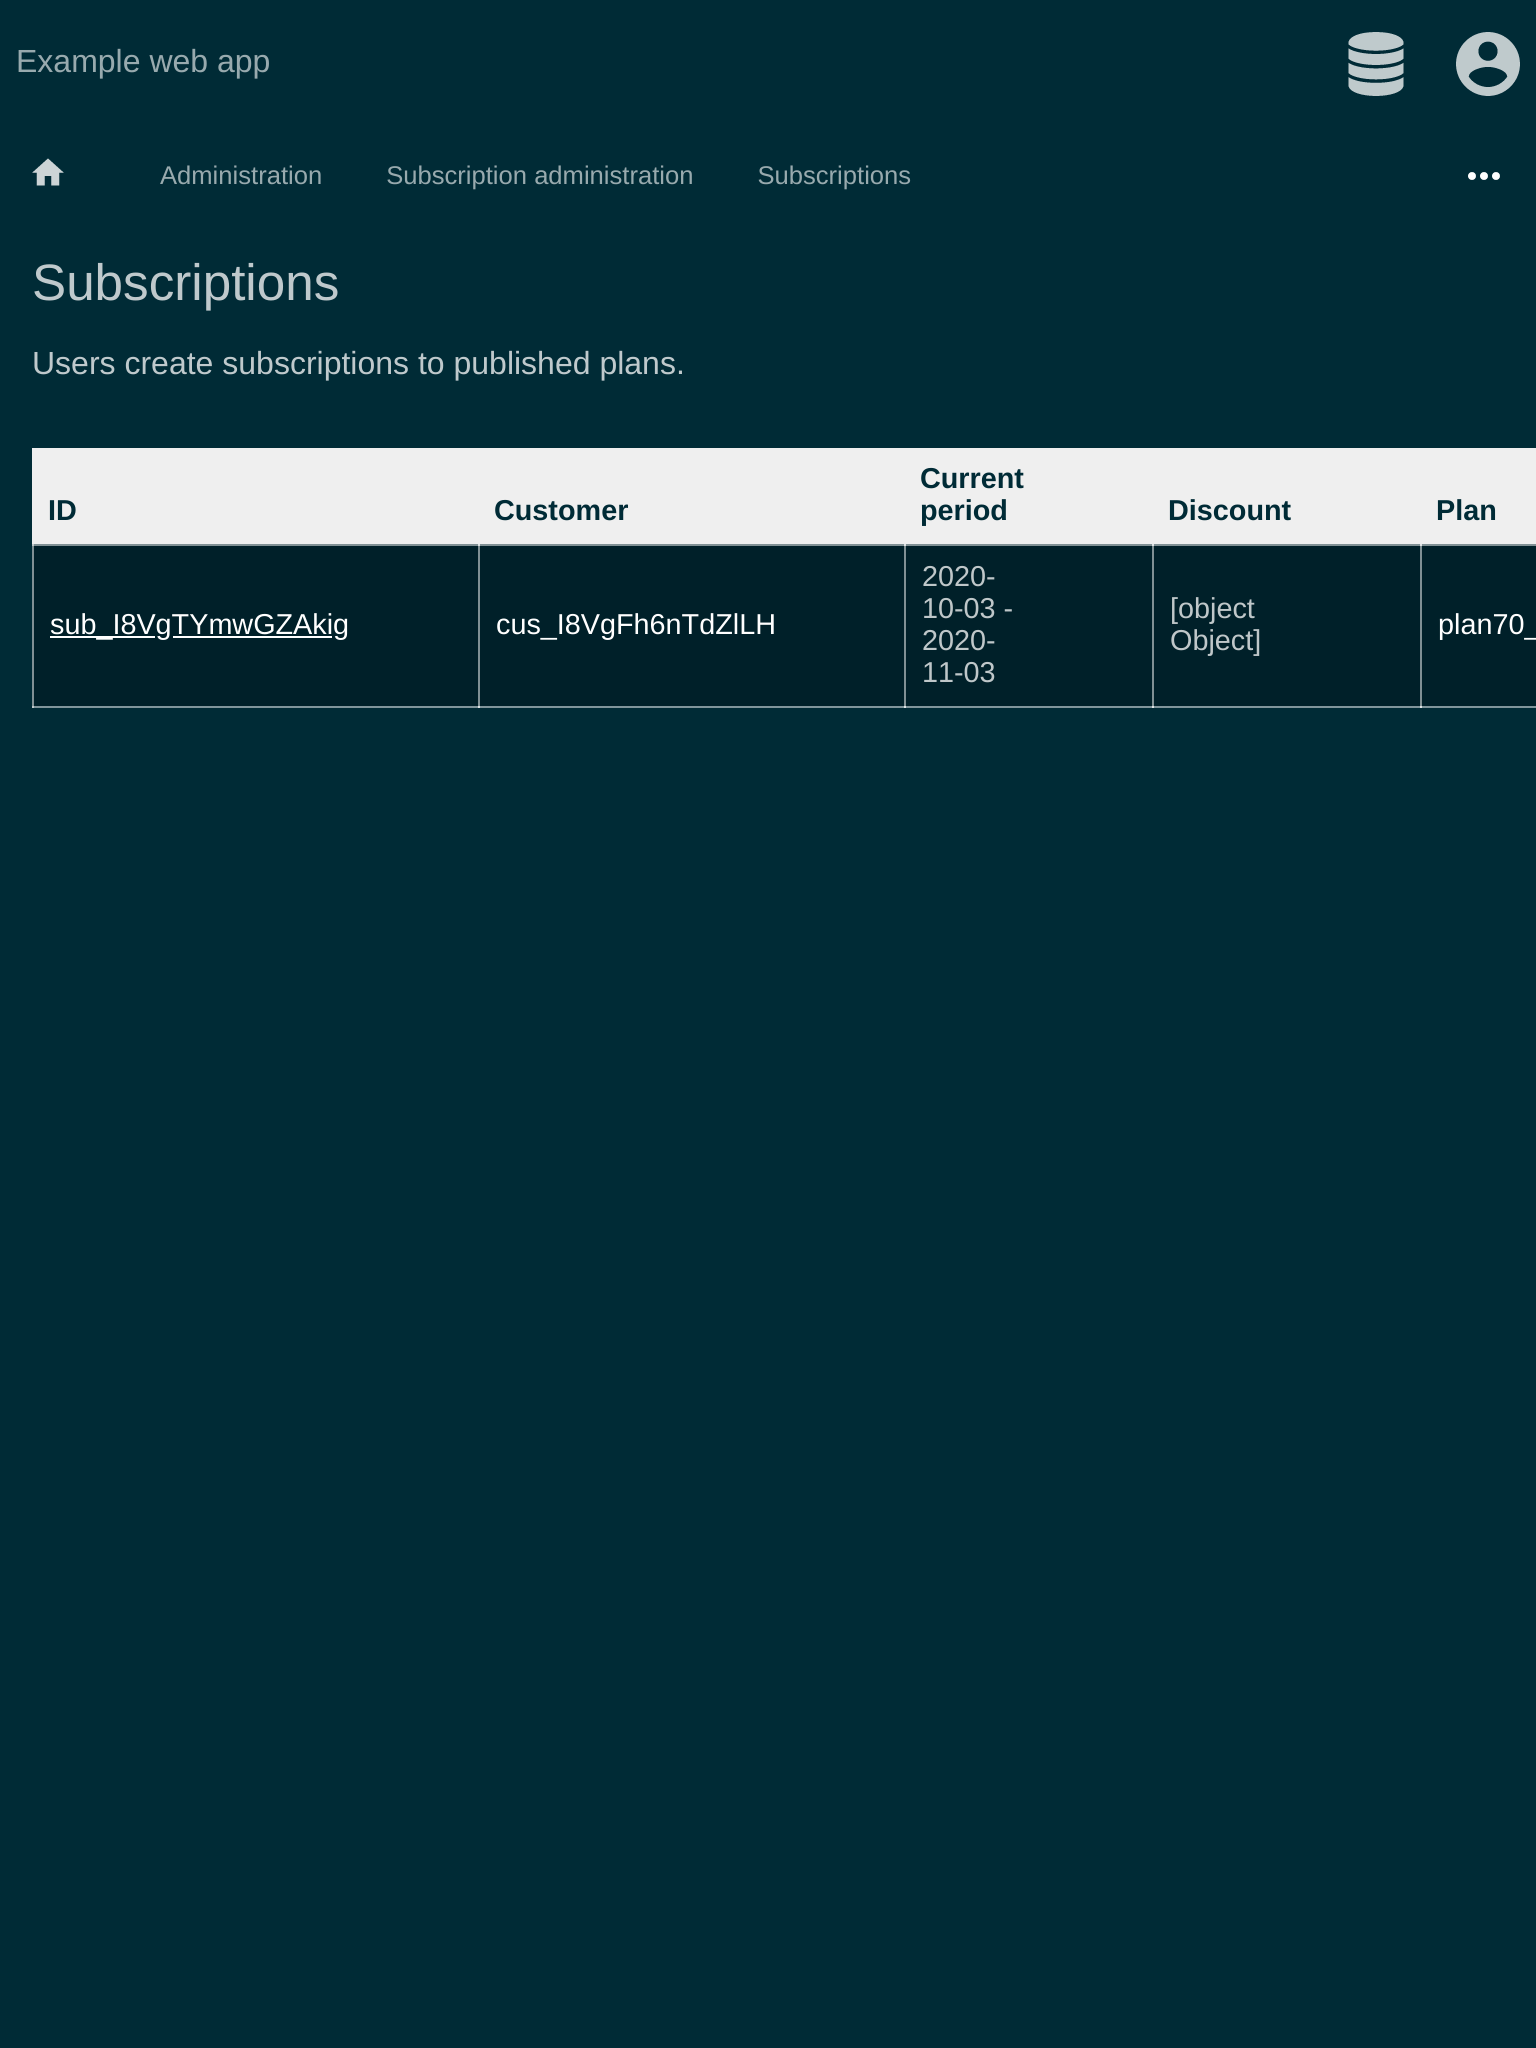 Example web app
Administration Subscription administration Subscriptions
Subscriptions
Users create subscriptions to published plans.
ID Customer Current period Discount Plan
sub_I8VgTYmwGZAkig
cus_I8VgFh6nTdZlLH
2020-
10-03 -
2020-
11-03
[object
Object]
plan70_